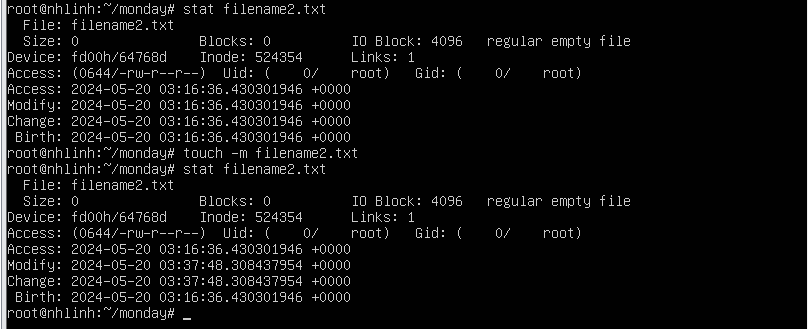 root@nhlinh:~/monday# stat filename2.txt
  File: filename2.txt
  Size: 0               Blocks: 0          IO Block: 4096   regular empty file
Device: fd00h/64768d    Inode: 524354      Links: 1
Access: (0644/-rw-r--r--)  Uid: (    0/    root)   Gid: (    0/    root)
Access: 2024-05-20 03:16:36.430301946 +0000
Modify: 2024-05-20 03:16:36.430301946 +0000
Change: 2024-05-20 03:16:36.430301946 +0000
 Birth: 2024-05-20 03:16:36.430301946 +0000
root@nhlinh:~/monday# touch -m filename2.txt
root@nhlinh:~/monday# stat filename2.txt
  File: filename2.txt
  Size: 0               Blocks: 0          IO Block: 4096   regular empty file
Device: fd00h/64768d    Inode: 524354      Links: 1
Access: (0644/-rw-r--r--)  Uid: (    0/    root)   Gid: (    0/    root)
Access: 2024-05-20 03:16:36.430301946 +0000
Modify: 2024-05-20 03:37:48.308437954 +0000
Change: 2024-05-20 03:37:48.308437954 +0000
 Birth: 2024-05-20 03:16:36.430301946 +0000
root@nhlinh:~/monday# _